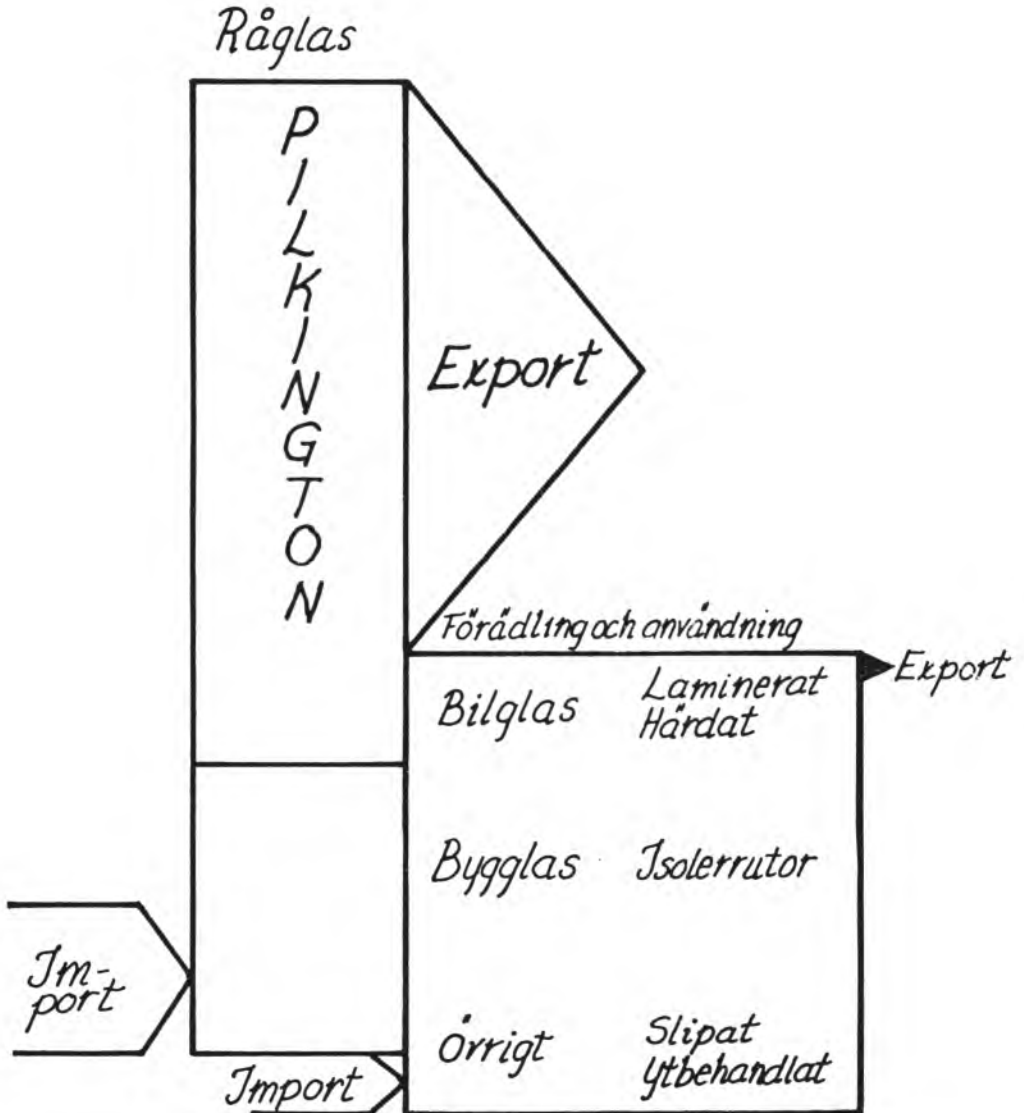 Råglas
PILKINGTON
Export
Förädling och användning
Export
Bilglas
Laminerat
Härdat
Bygglas
Isolerrutor
Im-
port
Övrigt
Slipat
Ytbehandlat
Import